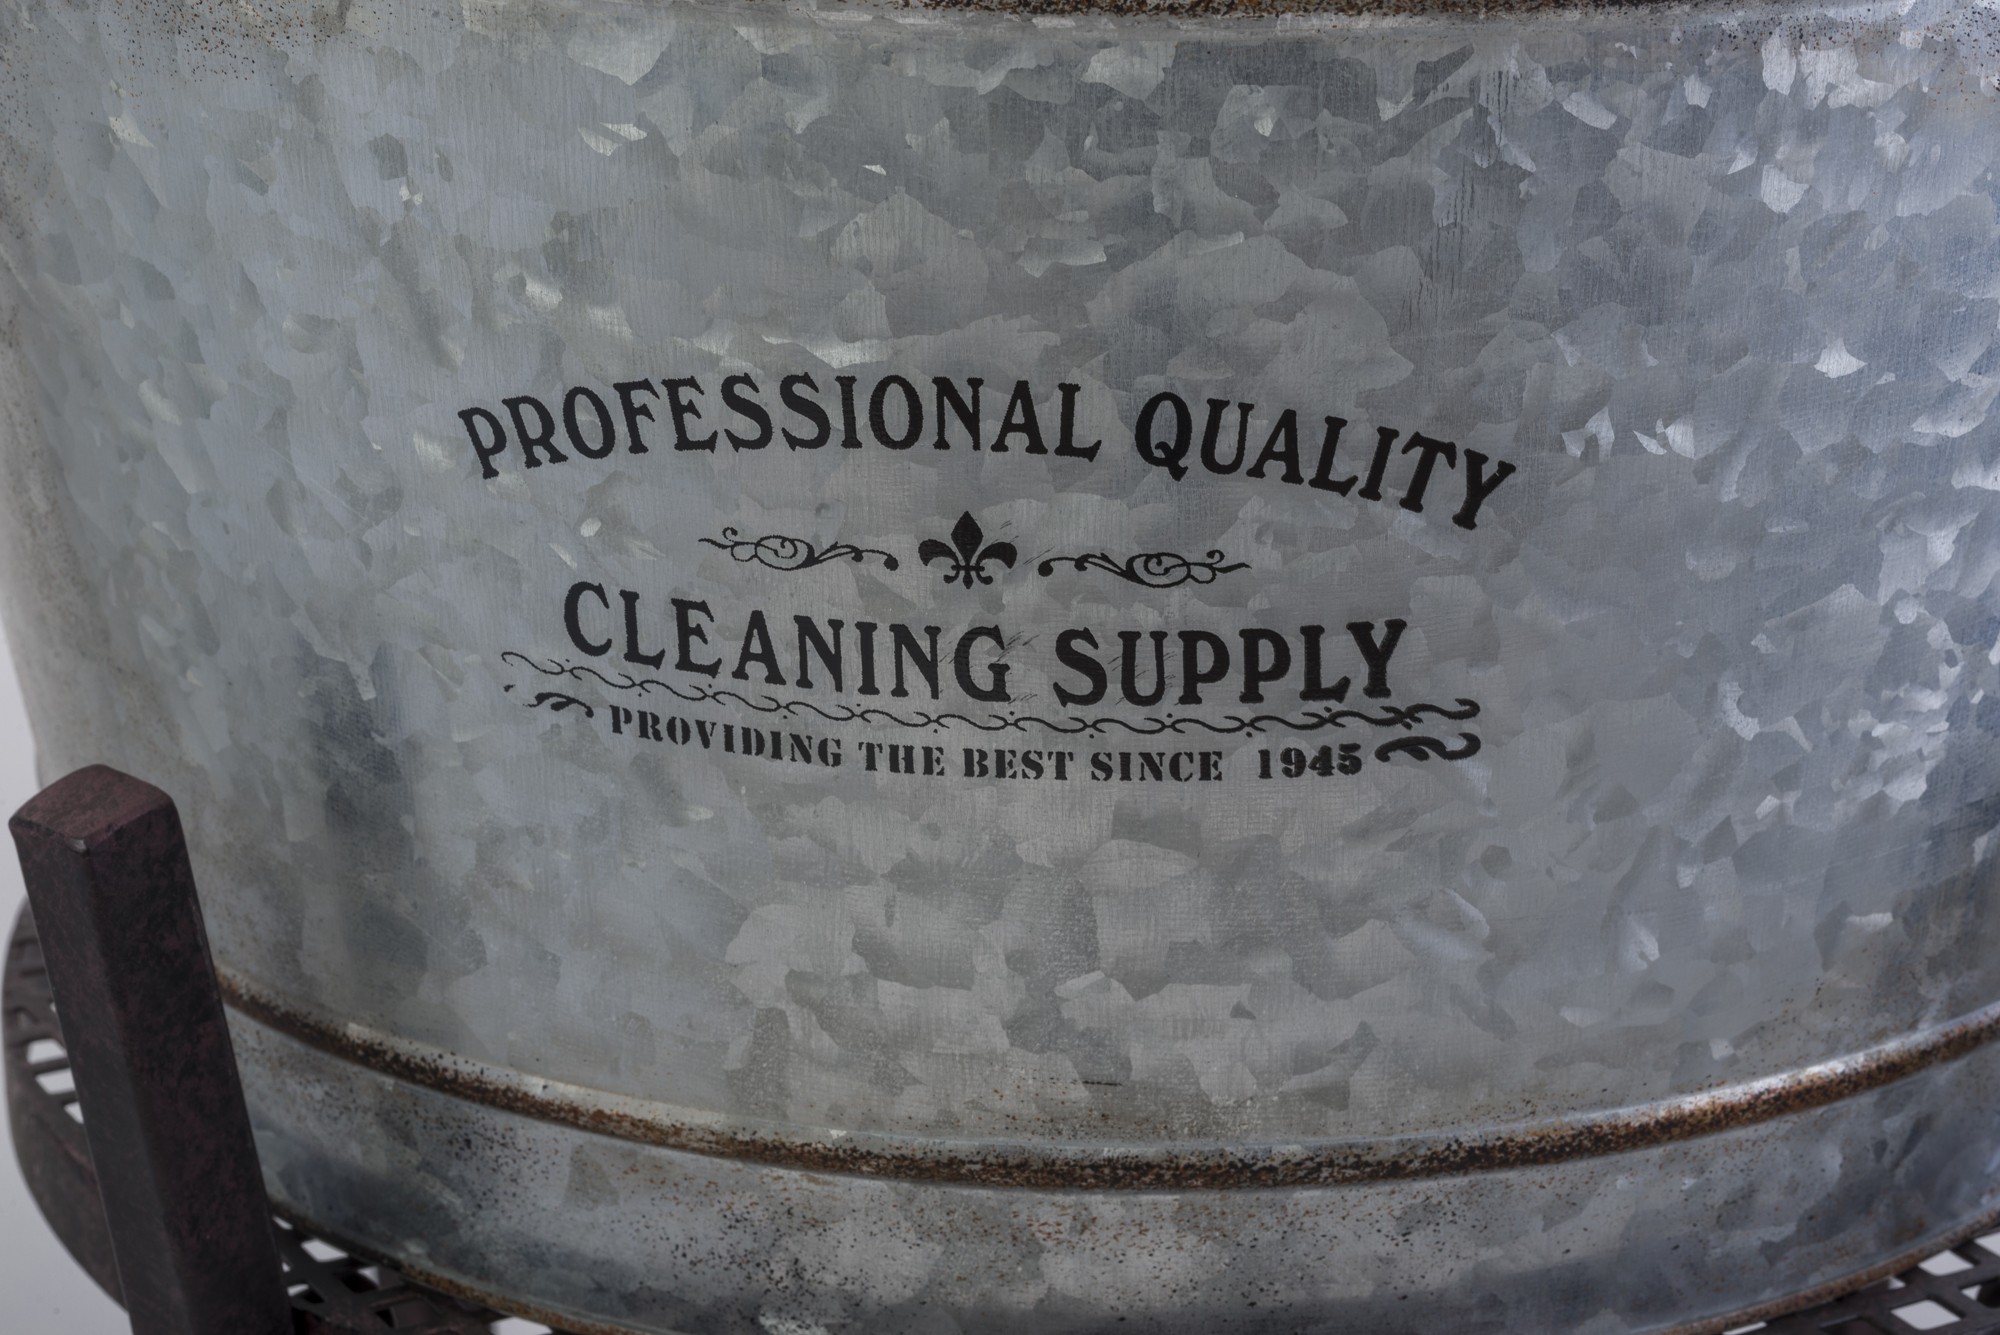 PROFESSIONAL QUALITY
CLEANING SUPPLY
PROVIDING THE BEST SINCE 1945